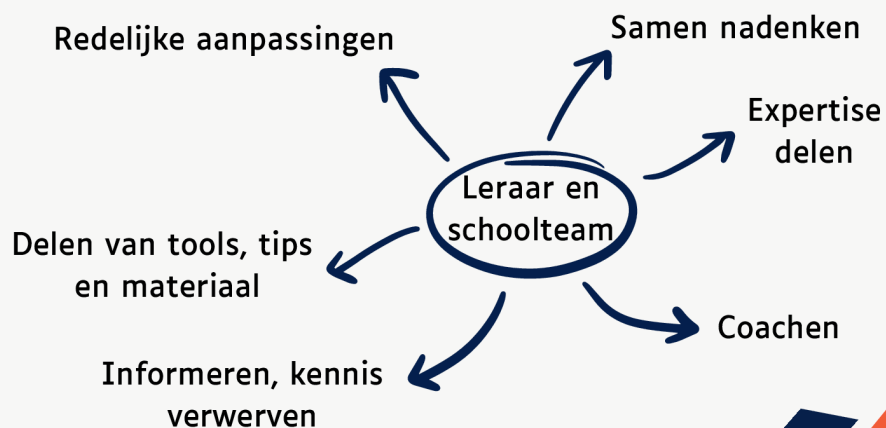 Redelijke aanpassingen
Samen nadenken
Expertise
delen
Leraar en
schoolteam
Delen van tools, tips
en materiaal
Coachen
Informeren, kennis
verwerven